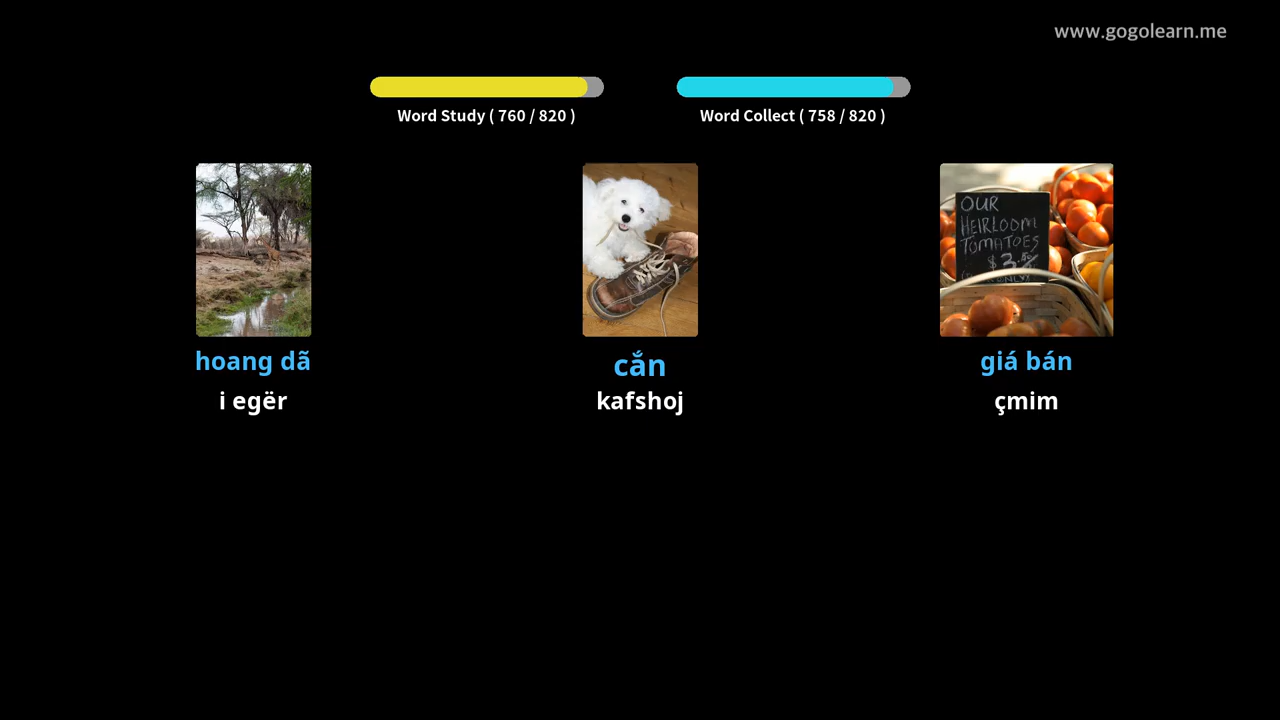 www.gogolearn.me
Word Study ( 760 / 820 )
Word Collect ( 758 / 820 )
OUR
HEIRLOOM
TOMATOES
hoang dã
cắn
giá bán
i egër
kafshoj
çmim